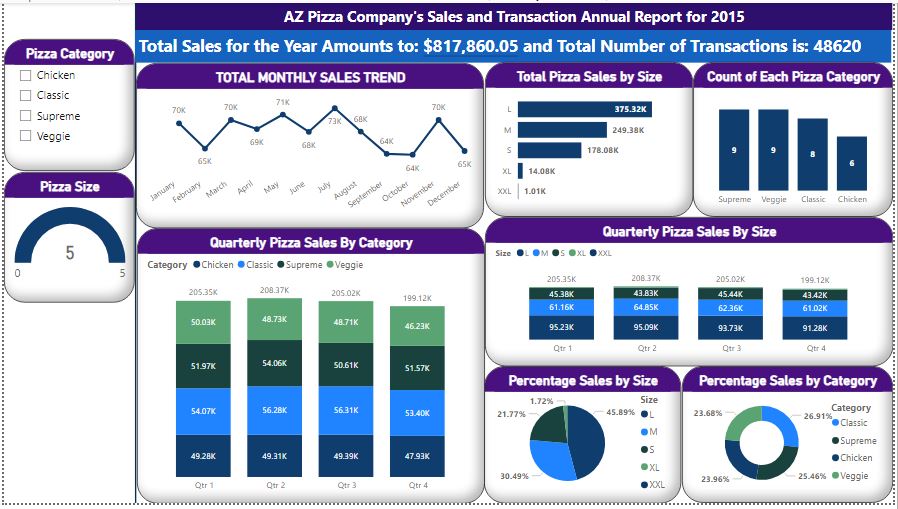 AZ Pizza Company's Sales and Transaction Annual Report for 2015
Total Sales for the Year Amounts to: $817,860.05 and Total Number of Transactions is: 48620
Pizza Category
Chicken
Classic
Supreme
Veggie
Pizza Size
5
0
5
TOTAL MONTHLY SALES TREND
70K
65K
70K
69K
71K
68K
73K
68K
64K
64K
70K
65K
January
February
March
April
May
June
July
August
September
October
November
December
Total Pizza Sales by Size
L
375.32K
M
249.38K
S
178.08K
XL
14.08K
XXL
1.01K
Count of Each Pizza Category
9
9
8
6
Supreme
Veggie
Classic
Chicken
Quarterly Pizza Sales By Category
Category Chicken Classic Supreme Veggie
205.35K
208.37K
205.02K
199.12K
50.03K
48.73K
48.71K
46.23K
51.97K
54.06K
50.61K
51.57K
54.07K
56.28K
56.31K
53.40K
49.28K
49.31K
49.39K
47.93K
Qtr 1
Qtr 2
Qtr 3
Qtr 4
Quarterly Pizza Sales By Size
Size L M S XL XXL
205.35K
208.37K
205.02K
199.12K
45.38K
43.83K
45.44K
43.42K
61.16K
64.85K
62.36K
61.02K
95.23K
95.09K
93.73K
91.28K
Qtr 1
Qtr 2
Qtr 3
Qtr 4
Percentage Sales by Size
1.72%
21.77%
45.89%
30.49%
Size
L
M
S
XL
XXL
Percentage Sales by Category
23.68%
26.91%
23.96%
25.46%
Category
Classic
Supreme
Chicken
Veggie